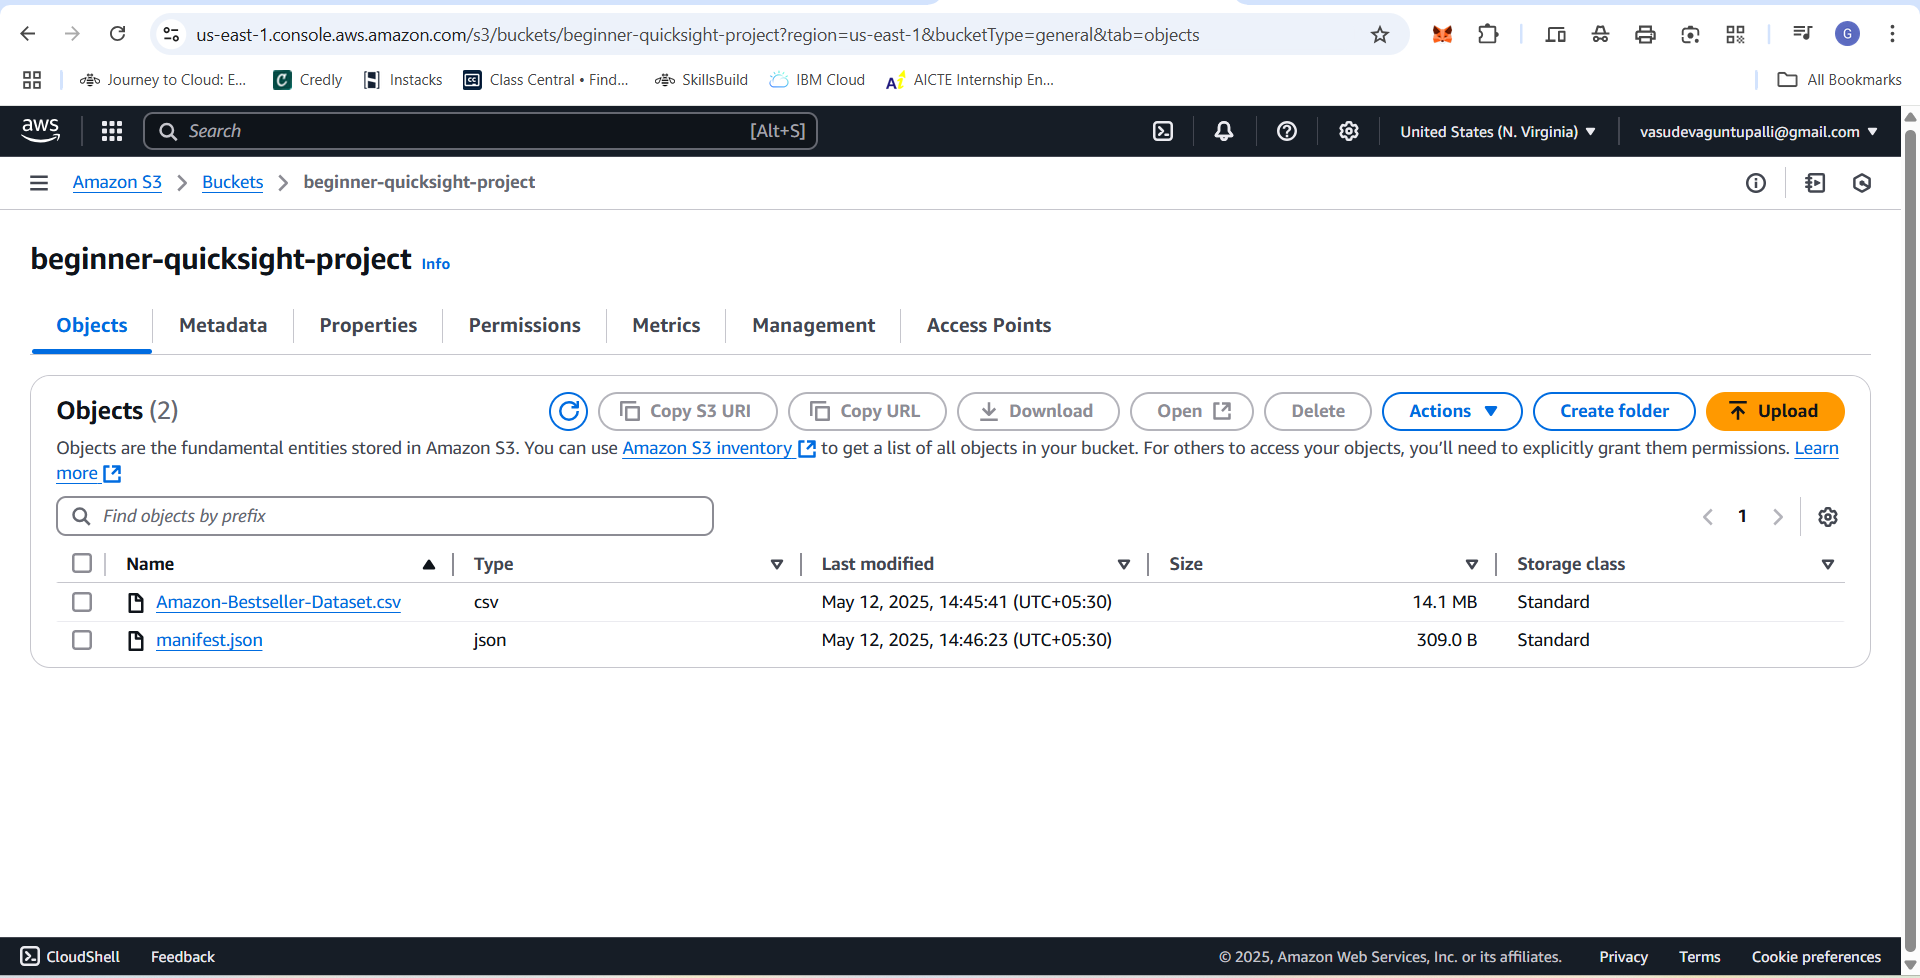 us-east-1.console.aws.amazon.com/s3/buckets/beginner-quicksight-project?region=us-east-1&bucketType=general&tab=objects
G
Journey to Cloud: E... Credly Instacks Class Central • Find... SkillsBuild IBM Cloud AICTE Internship En... All Bookmarks
aws Search [Alt+S] United States (N. Virginia) vasudevaguntupalli@gmail.com
Amazon S3 Buckets beginner-quicksight-project
beginner-quicksight-project Info
Objects Metadata Properties Permissions Metrics Management Access Points
Objects (2) Copy S3 URI Copy URL Download Open Delete Actions Create folder Upload
Objects are the fundamental entities stored in Amazon S3. You can use Amazon S3 inventory to get a list of all objects in your bucket. For others to access your objects, you’ll need to explicitly grant them permissions. Learn
more
Find objects by prefix 1
Name Type Last modified Size Storage class
Amazon-Bestseller-Dataset.csv csv May 12, 2025, 14:45:41 (UTC+05:30) 14.1 MB Standard
manifest.json json May 12, 2025, 14:46:23 (UTC+05:30) 309.0 B Standard
CloudShell Feedback © 2025, Amazon Web Services, Inc. or its affiliates. Privacy Terms Cookie preferences